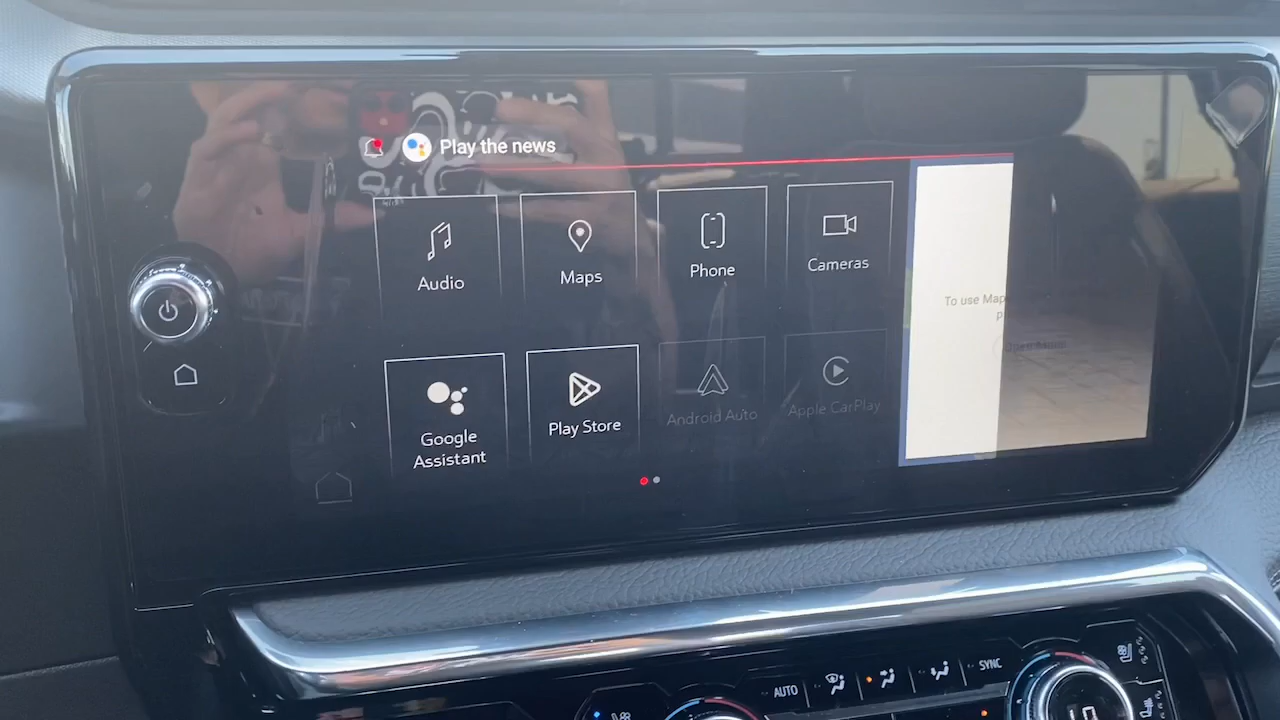 Play the news
Audio
Maps
Phone
Cameras
To use Map
p
Open
Google
Assistant
Play Store
Android Auto
Apple CarPlay
AUTO
SYNC